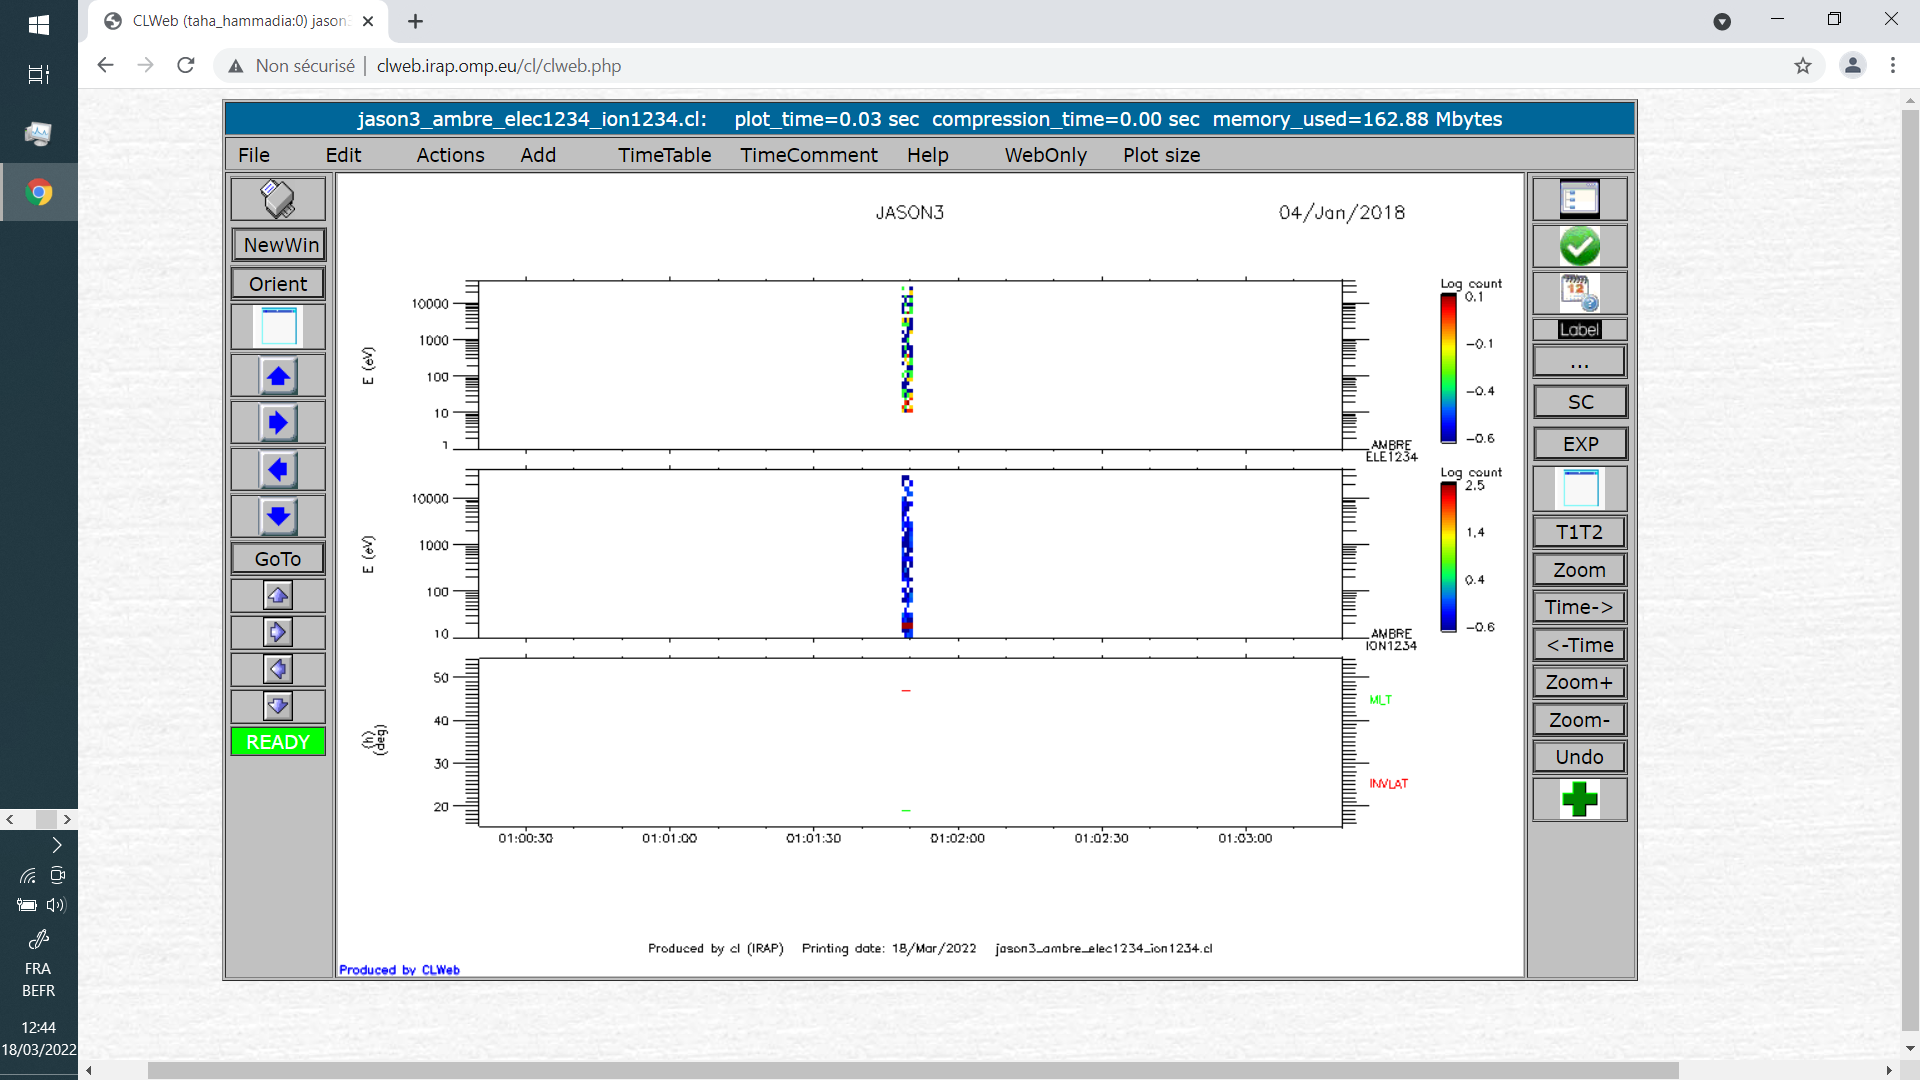 CLWeb (taha_hammadia:0) jason
Non sécurisé | clweb.irap.omp.eu/cl/clweb.php
jason3_ambre_elec1234_ion1234.cl: plot_time=0.03 sec compression_time=0.00 sec memory_used=162.88 Mbytes
File Edit Actions Add TimeTable TimeComment Help WebOnly Plot size
NewWin
Orient
GoTo
READY
JASON3 04/Jan/2018
Log count
0.1
-0.1
-0.4
-0.6
E (eV)
10000
1000
100
10
1
AMBRE
ELE1234
Log count
2.5
1.4
0.4
-0.6
E (eV)
10000
1000
100
10
AMBRE
ION1234
(h)
(deg)
50
40
30
20
MLT
INVLAT
01:00:30 01:01:00 01:01:30 01:02:00 01:02:30 01:03:00
Produced by cl (IRAP) Printing date: 18/Mar/2022 jason3_ambre_elec1234_ion1234.cl
Produced by CLWeb
12
Label
...
SC
EXP
T1T2
Zoom
Time->
<-Time
Zoom+
Zoom-
Undo
FRA
BEFR
12:44
18/03/2022